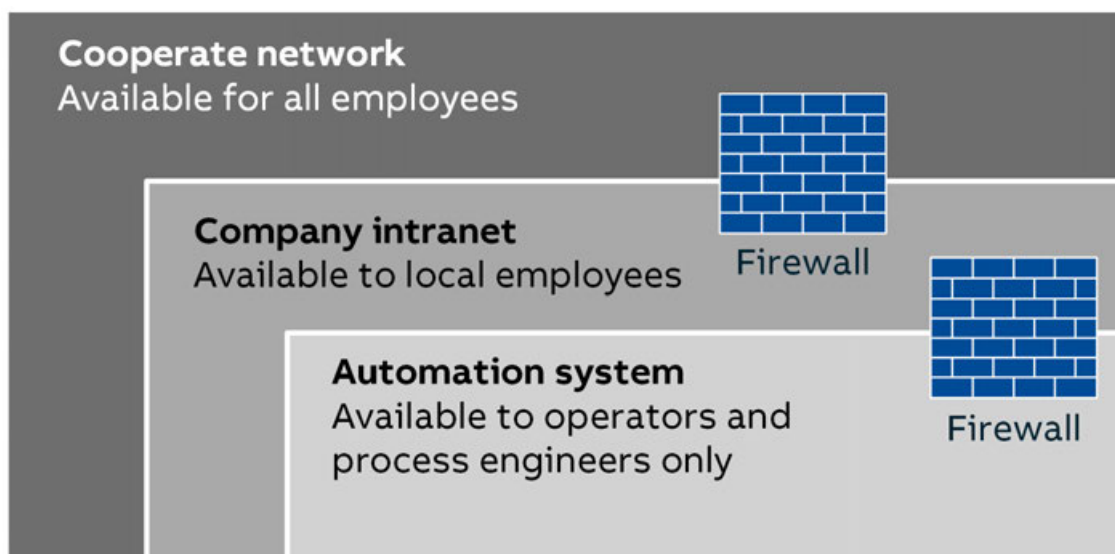 Cooperate network
Available for all employees
Company intranet
Available to local employees
Firewall
Automation system
Available to operators and
process engineers only
Firewall